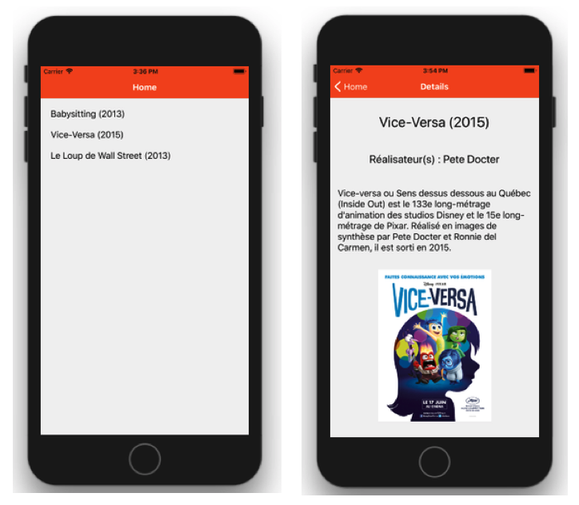 Carrier 3:36 PM
Home
Babysitting (2013)
Vice-Versa (2015)
Le Loup de Wall Street (2013)
Carrier 3:54 PM
Home Details
Vice-Versa (2015)
Réalisateur(s) : Pete Docter
Vice-versa ou Sens dessus dessous au Québec
(Inside Out) est le 133e long-métrage
d'animation des studios Disney et le 15e long-
métrage de Pixar. Réalisé en images de
synthèse par Pete Docter et Ronnie del
Carmen, il est sorti en 2015.
FAITES CONNAISSANCE AVEC VOS ÉMOTIONS
Disney PIXAR
VICE-VERSA
LE 17 JUIN
AU CINÉMA